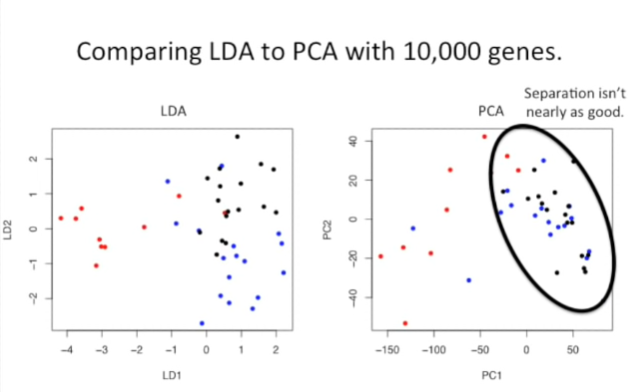 Comparing LDA to PCA with 10,000 genes.
Separation isn't
nearly as good.
LDA
PCA
LD2
2
1
0
−1
−2
−4 −3 −2 −1 0 1 2
LD1
PC2
40
20
0
−20
−40
−150 −100 −50 0 50
PC1